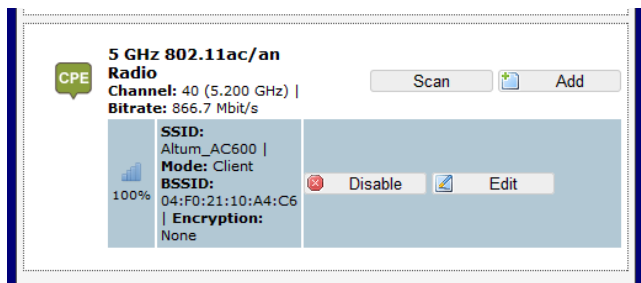 CPE
5 GHz 802.11ac/an
Radio
Channel: 40 (5.200 GHz) |
Bitrate: 866.7 Mbit/s
Scan
Add
100%
SSID:
Altum_AC600 |
Mode: Client
BSSID:
04:F0:21:10:A4:C6
| Encryption:
None
Disable
Edit